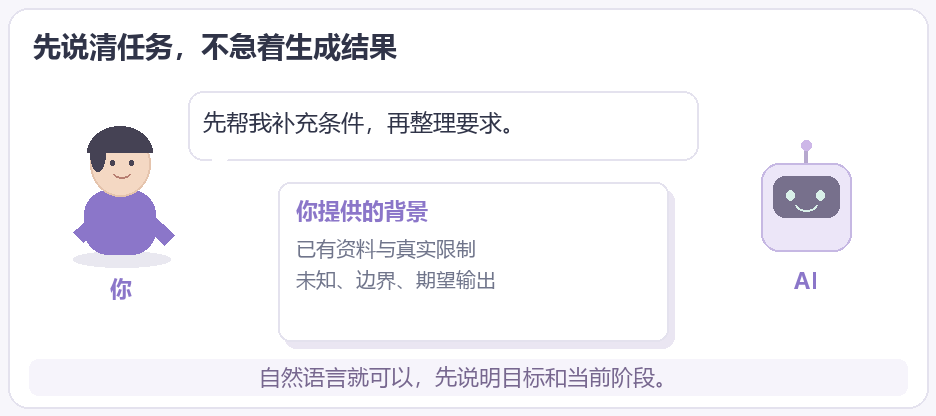 先说清任务，不急着生成结果
先帮我补充条件，再整理要求。
你提供的背景
已有资料与真实限制
未知、边界、期望输出
你
AI
自然语言就可以，先说明目标和当前阶段。